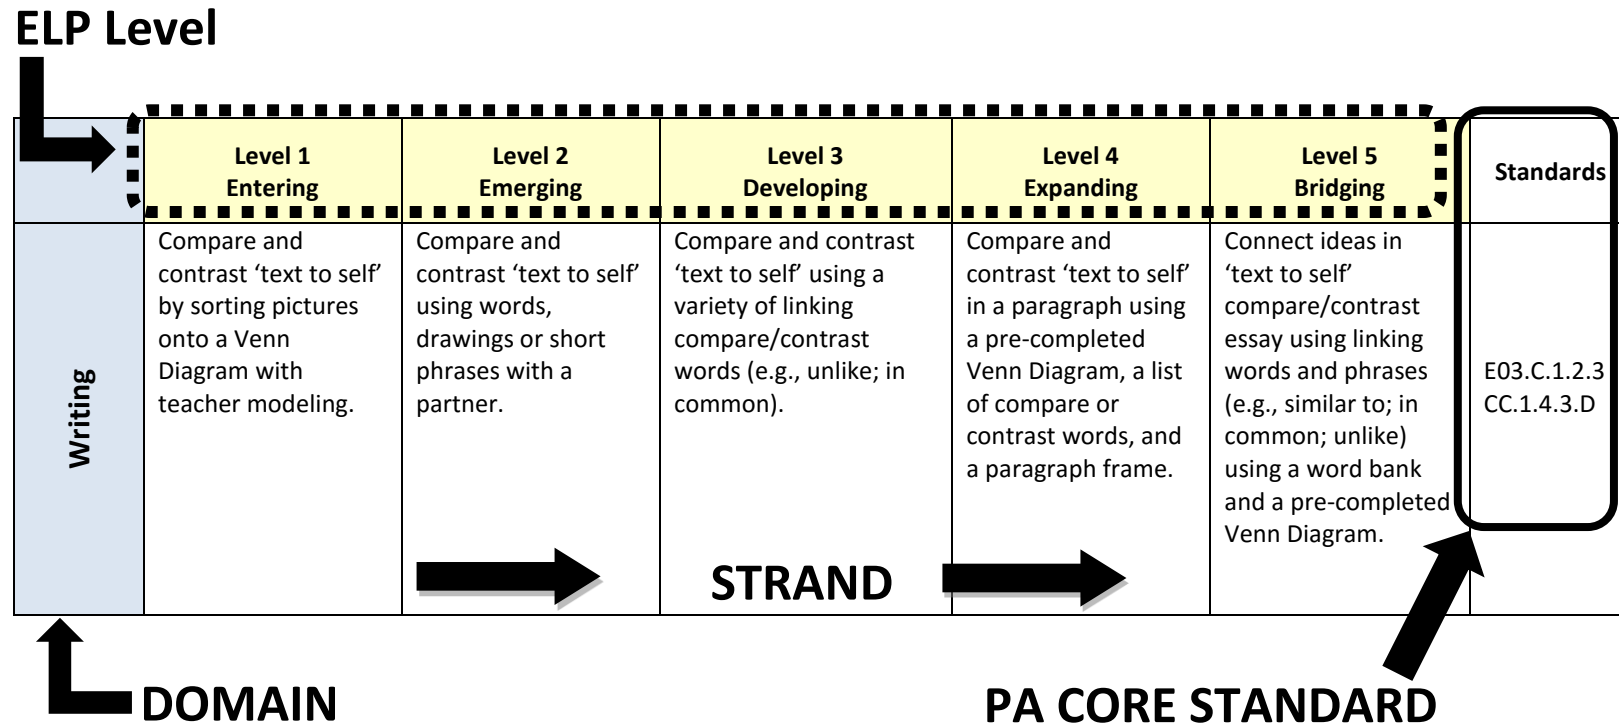 ELP Level
Level 1
Entering
Level 2
Emerging
Level 3
Developing
Level 4
Expanding
Level 5
Bridging
Standards
Writing
Compare and
contrast ‘text to self’
by sorting pictures
onto a Venn
Diagram with
teacher modeling.
Compare and
contrast ‘text to self’
using words,
drawings or short
phrases with a
partner.
Compare and contrast
‘text to self’ using a
variety of linking
compare/contrast
words (e.g., unlike; in
common).
Compare and
contrast ‘text to self’
in a paragraph using
a pre-completed
Venn Diagram, a list
of compare or
contrast words, and
a paragraph frame.
Connect ideas in
‘text to self’
compare/contrast
essay using linking
words and phrases
(e.g., similar to; in
common; unlike)
using a word bank
and a pre-completed
Venn Diagram.
E03.C.1.2.3
CC.1.4.3.D
STRAND
DOMAIN
PA CORE STANDARD